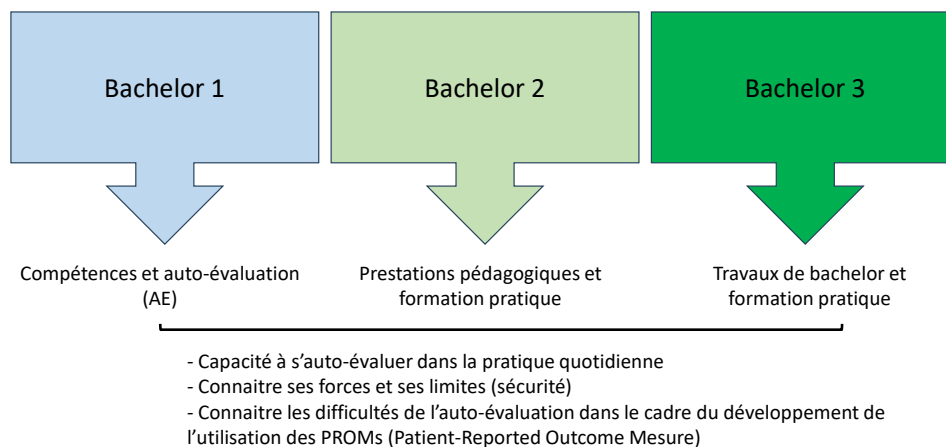 Bachelor 1
Bachelor 2
Bachelor 3
Compétences et auto-évaluation
(AE)
Prestations pédagogiques et
formation pratique
Travaux de bachelor et
formation pratique
- Capacité à s’auto-évaluer dans la pratique quotidienne
- Connaitre ses forces et ses limites (sécurité)
- Connaitre les difficultés de l’auto-évaluation dans le cadre du développement de
l’utilisation des PROMs (Patient-Reported Outcome Mesure)